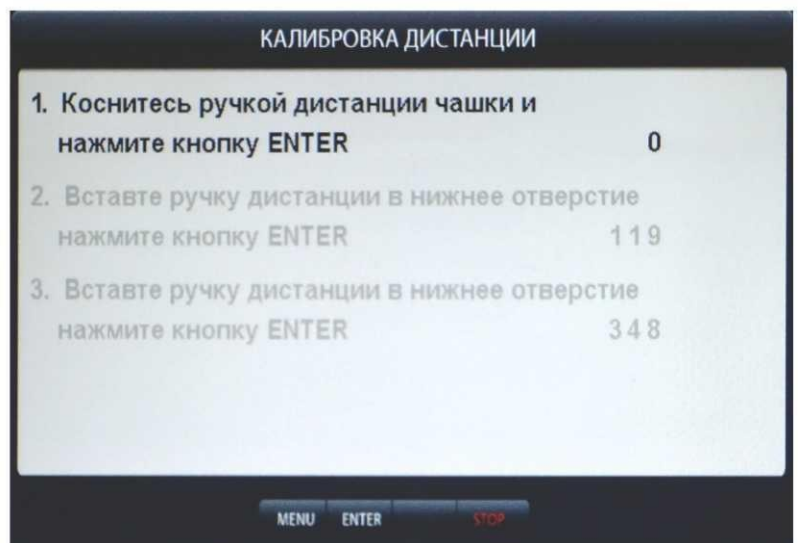 КАЛИБРОВКА ДИСТАНЦИИ
1. Коснитесь ручкой дистанции чашки и
нажмите кнопку ENTER 0
2. Вставте ручку дистанции в нижнее отверстие
нажмите кнопку ENTER 119
3. Вставте ручку дистанции в нижнее отверстие
нажмите кнопку ENTER 348
MENU ENTER STOP